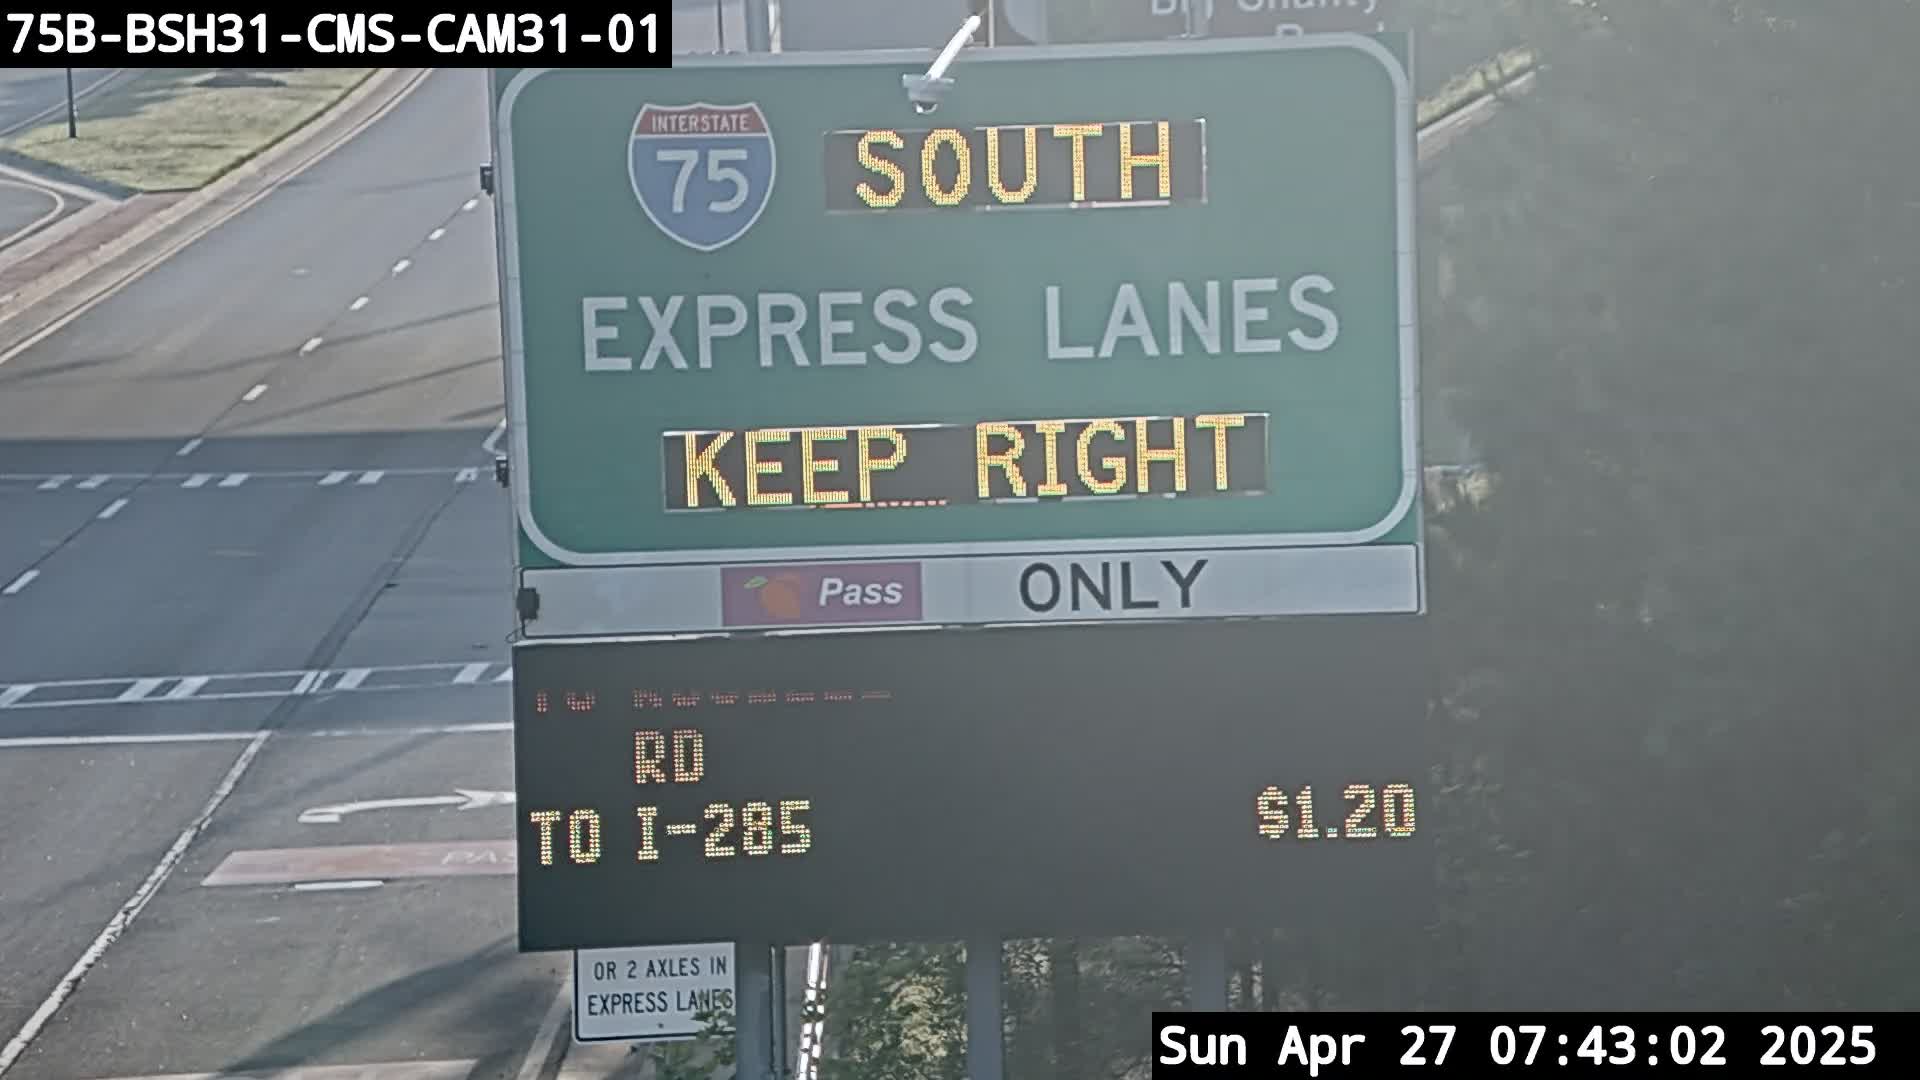 75B-BSH31-CMS-CAM31-01
Shanty
INTERSTATE
75
SOUTH
EXPRESS LANES
KEEP RIGHT
Pass
ONLY
RD
TO I-285 $1.20
OR 2 AXLES IN
EXPRESS LANES
Sun Apr 27 07:43:02 2025